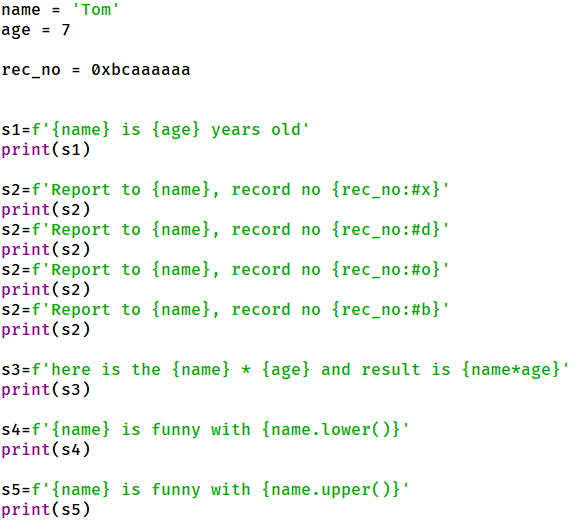 name = 'Tom'
age = 7
rec_no = 0xbcaaaaaa
s1=f'{name} is {age} years old'
print(s1)
s2=f'Report to {name}, record no {rec_no:#x}'
print(s2)
s2=f'Report to {name}, record no {rec_no:#d}'
print(s2)
s2=f'Report to {name}, record no {rec_no:#o}'
print(s2)
s2=f'Report to {name}, record no {rec_no:#b}'
print(s2)
s3=f'here is the {name} * {age} and result is {name*age}'
print(s3)
s4=f'{name} is funny with {name.lower()}'
print(s4)
s5=f'{name} is funny with {name.upper()}'
print(s5)